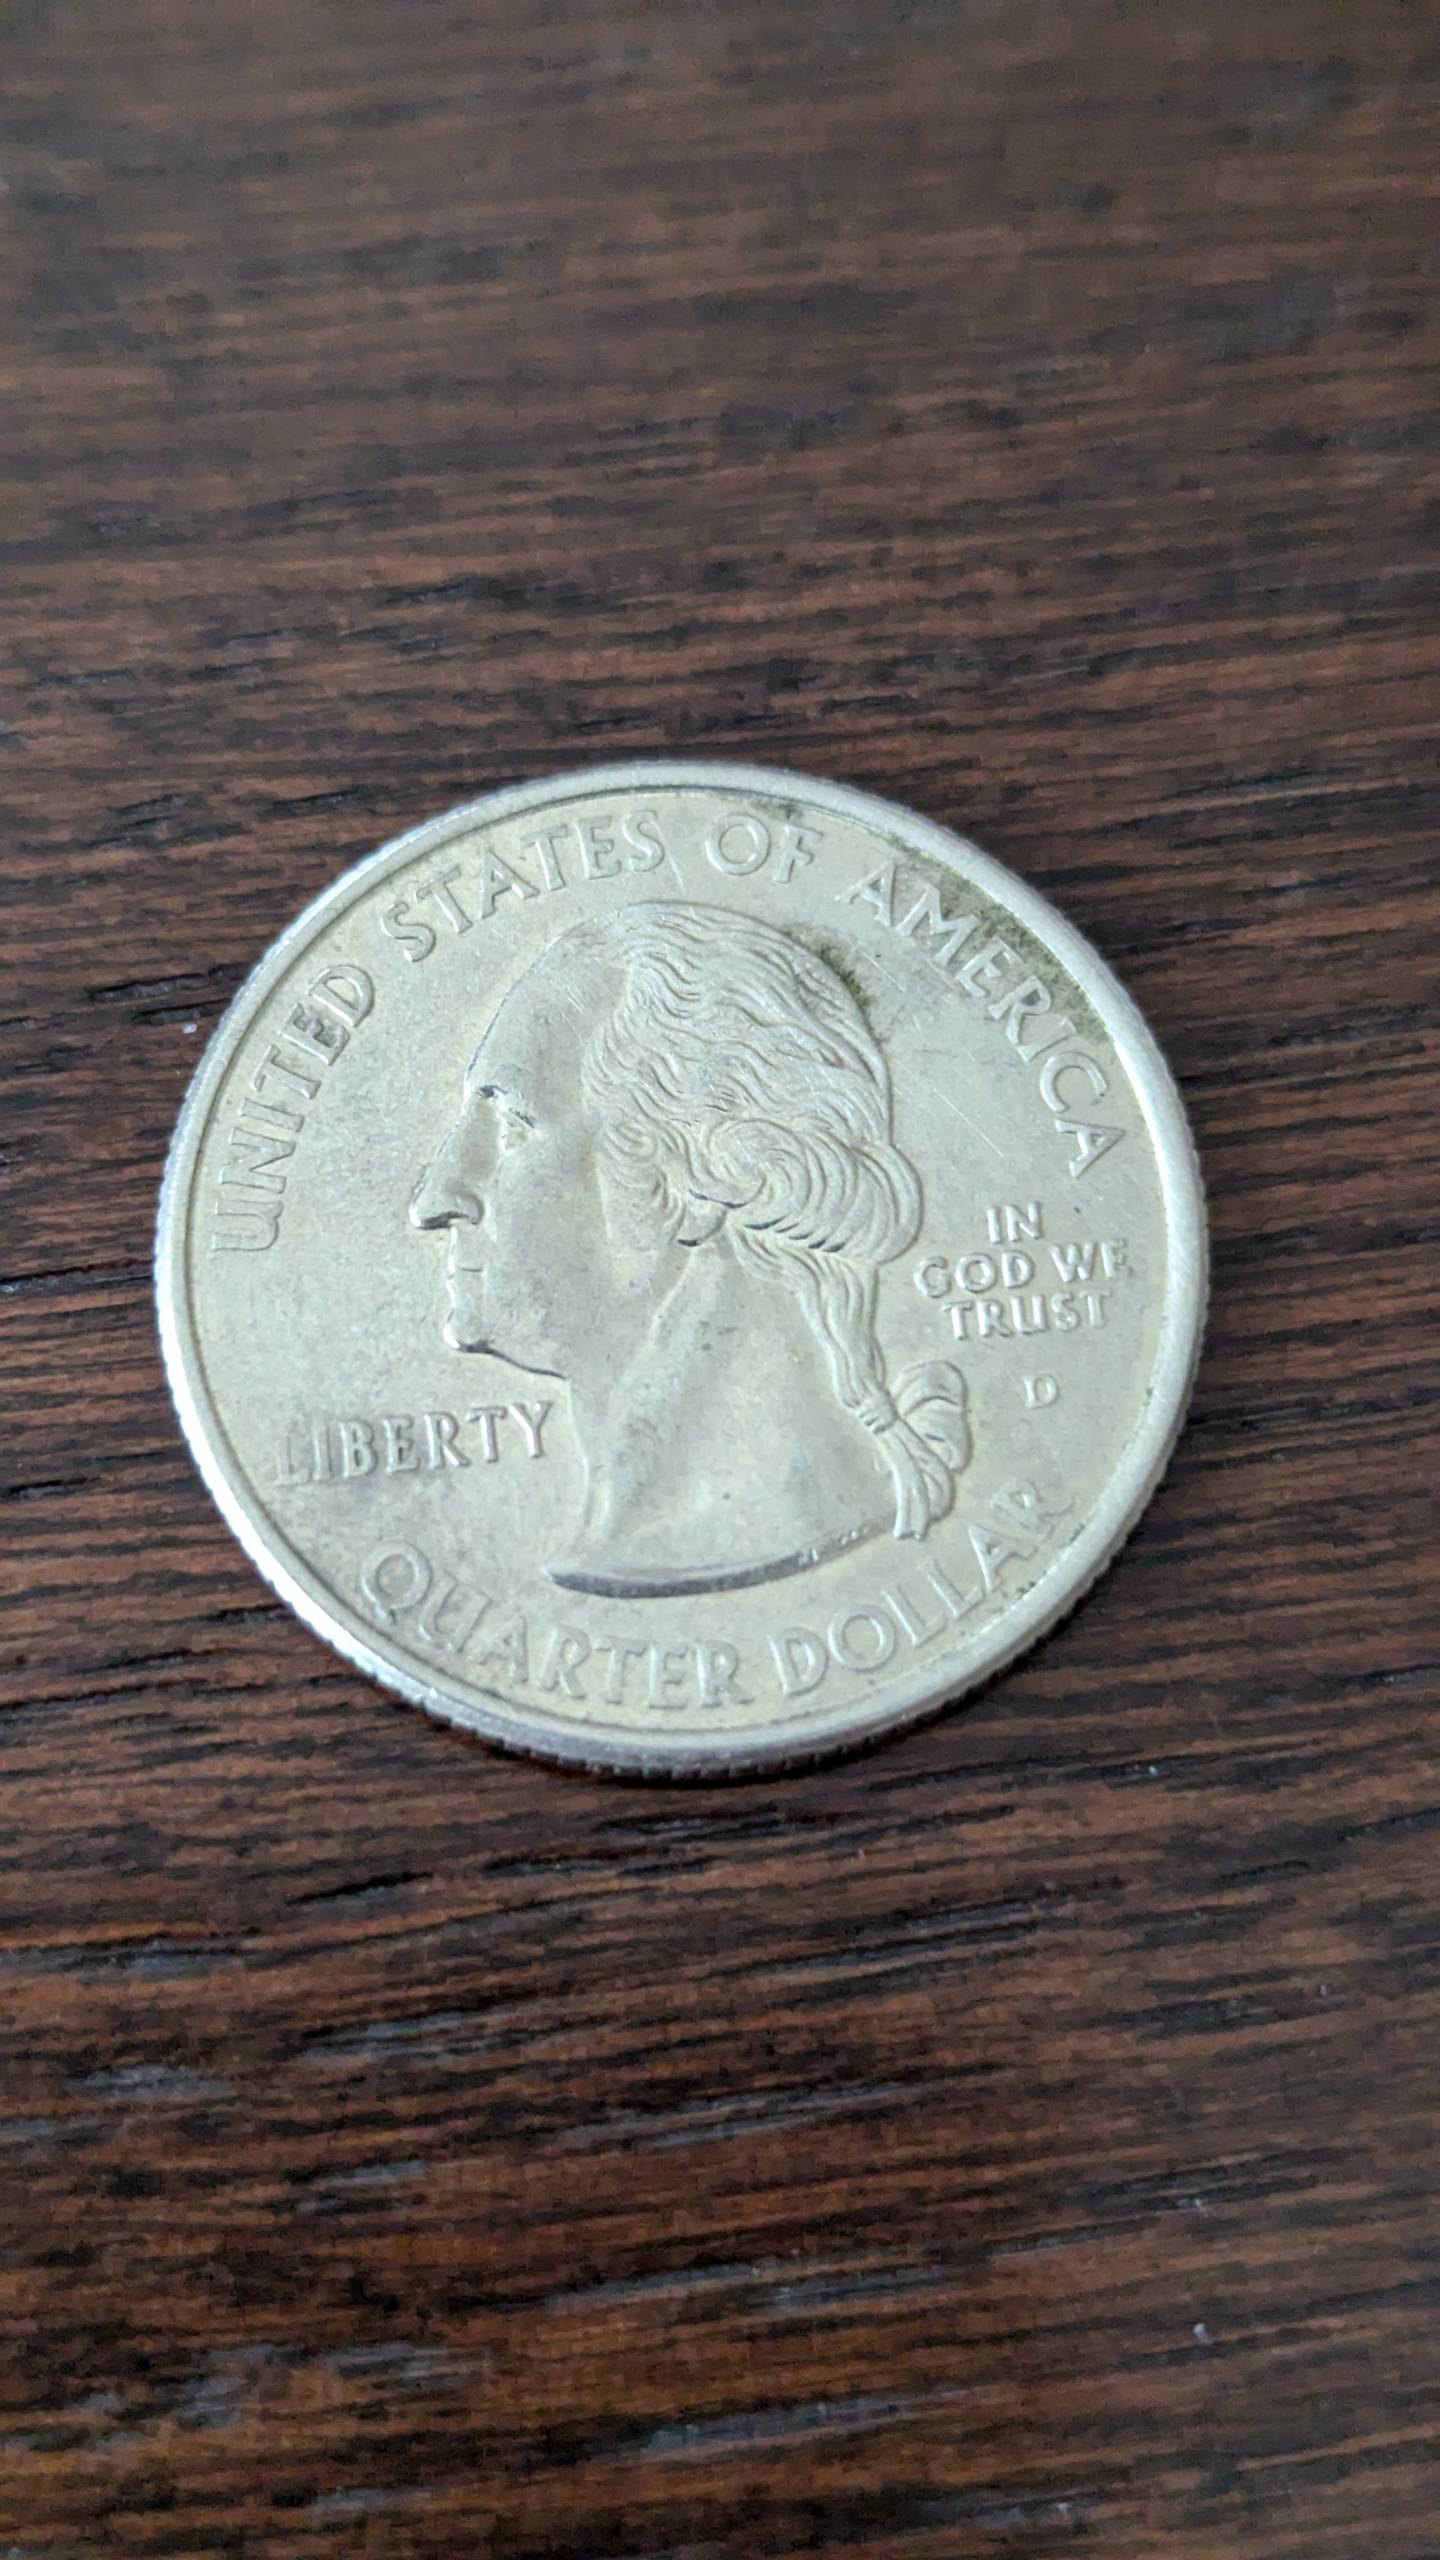 UNITED STATES OF AMERICA
IN
GOD WE
TRUST
D
LIBERTY
QUARTER DOLLAR